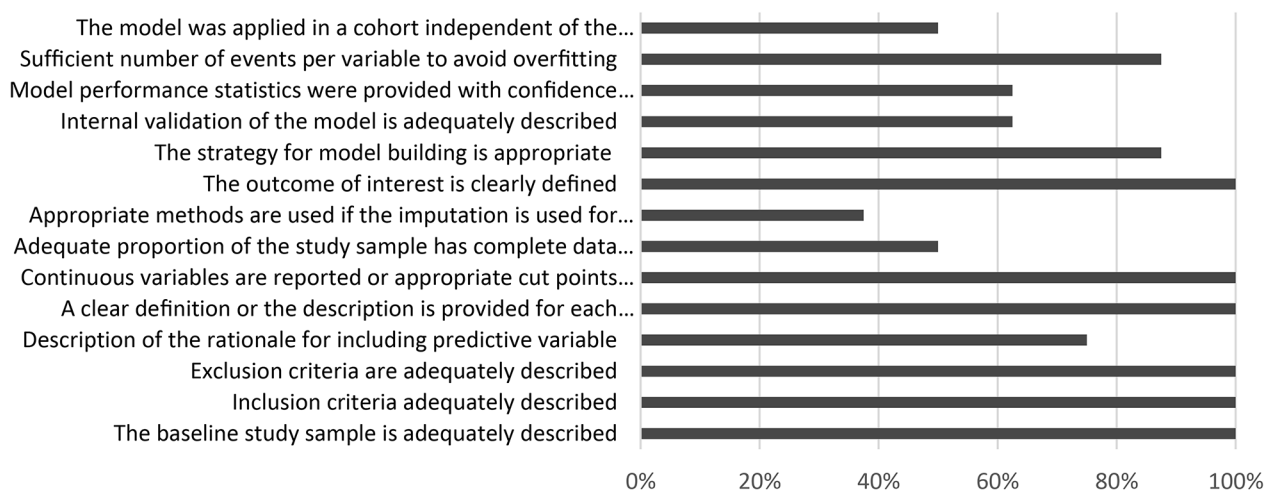 The model was applied in a cohort independent of the...
Sufficient number of events per variable to avoid overfitting
Model performance statistics were provided with confidence...
Internal validation of the model is adequately described
The strategy for model building is appropriate
The outcome of interest is clearly defined
Appropriate methods are used if the imputation is used for...
Adequate proportion of the study sample has complete data...
Continuous variables are reported or appropriate cut points...
A clear definition or the description is provided for each...
Description of the rationale for including predictive variable
Exclusion criteria are adequately described
Inclusion criteria adequately described
The baseline study sample is adequately described
0% 20% 40% 60% 80% 100%